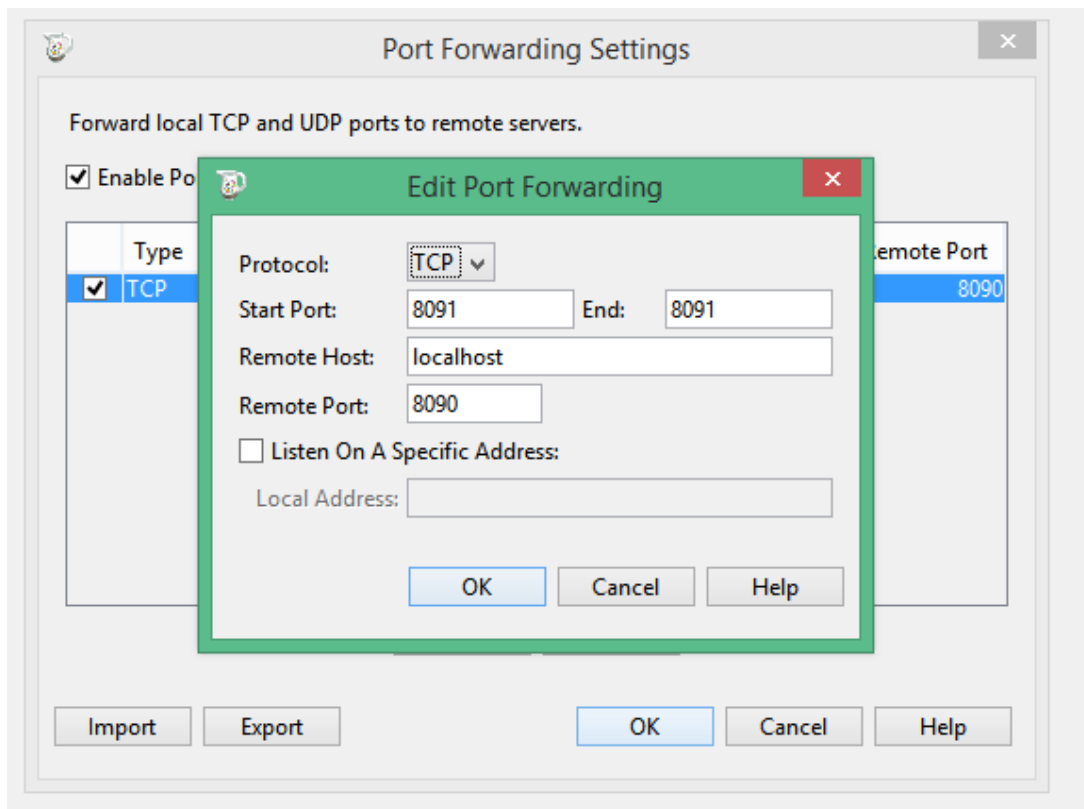 Port Forwarding Settings
Forward local TCP and UDP ports to remote servers.
Enable Po
Edit Port Forwarding
Type
emote Port
TCP
8090
Protocol: TCP
Start Port: 8091 End: 8091
Remote Host: localhost
Remote Port: 8090
Listen On A Specific Address:
Local Address:
OK Cancel Help
Import Export OK Cancel Help